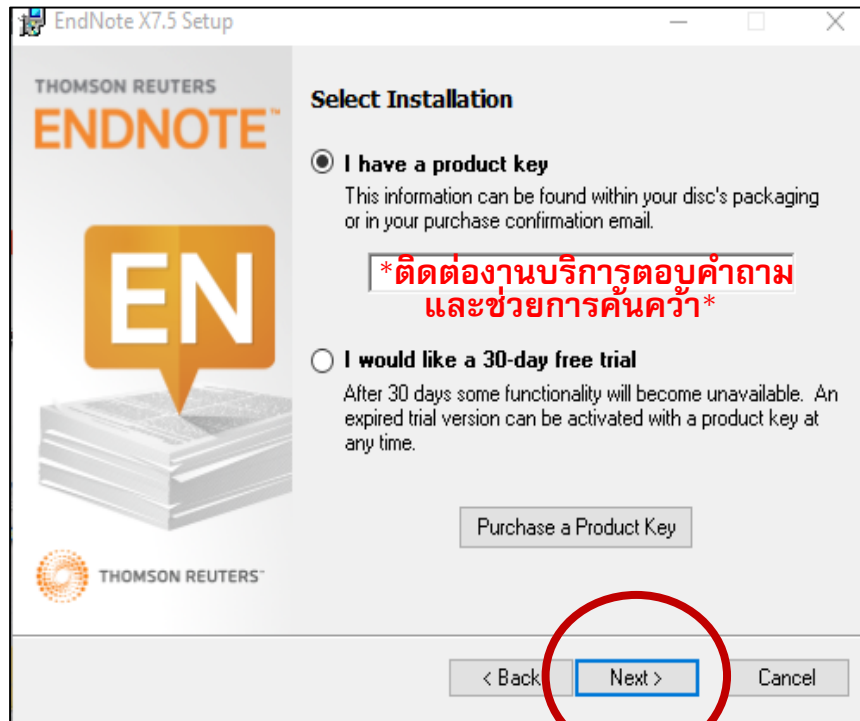 EndNote X7.5 Setup
THOMSON REUTERS
ENDNOTE™
EN
THOMSON REUTERS™
Select Installation
I have a product key
This information can be found within your disc's packaging
or in your purchase confirmation email.
*ติดต่องานบริการตอบคำถาม
และช่วยการค้นคว้า*
I would like a 30-day free trial
After 30 days some functionality will become unavailable. An
expired trial version can be activated with a product key at
any time.
Purchase a Product Key
< Back
Next >
Cancel